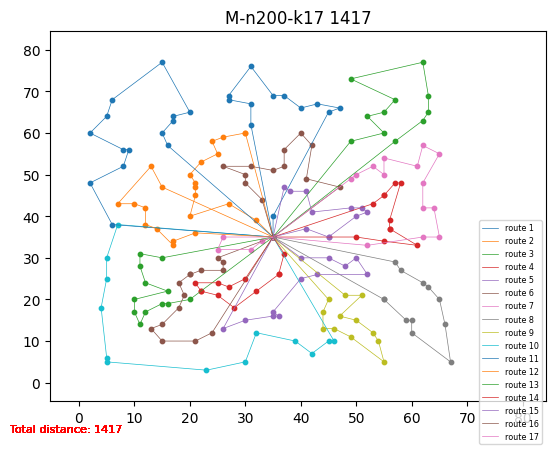 M-n200-k17 1417
80
70
60
50
40
30
20
10
0
0 10 20 30 40 50 60 70 80
route 1
route 2
route 3
route 4
route 5
route 6
route 7
route 8
route 9
route 10
route 11
route 12
route 13
route 14
route 15
route 16
route 17
Total distance: 1417